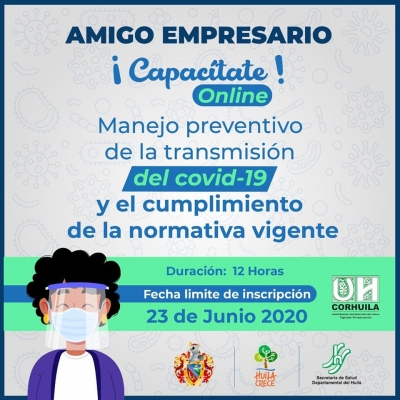 AMIGO EMPRESARIO
¡Capacítate!
Online
Manejo preventivo
de la transmisión
del covid-19
y el cumplimiento
de la normativa vigente
Duración: 12 Horas
Fecha limite de inscripción
23 de Junio 2020
CORHUILA
HUILA
CRECE
Secretaría de Salud
Departamental del Huila